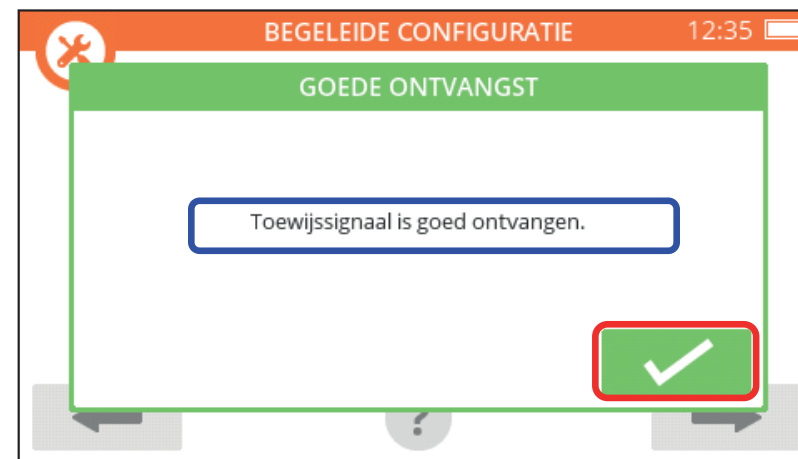 BEGELEIDE CONFIGURATIE 12:35
GOEDE ONTVANGST
Toewijssignaal is goed ontvangen.
?